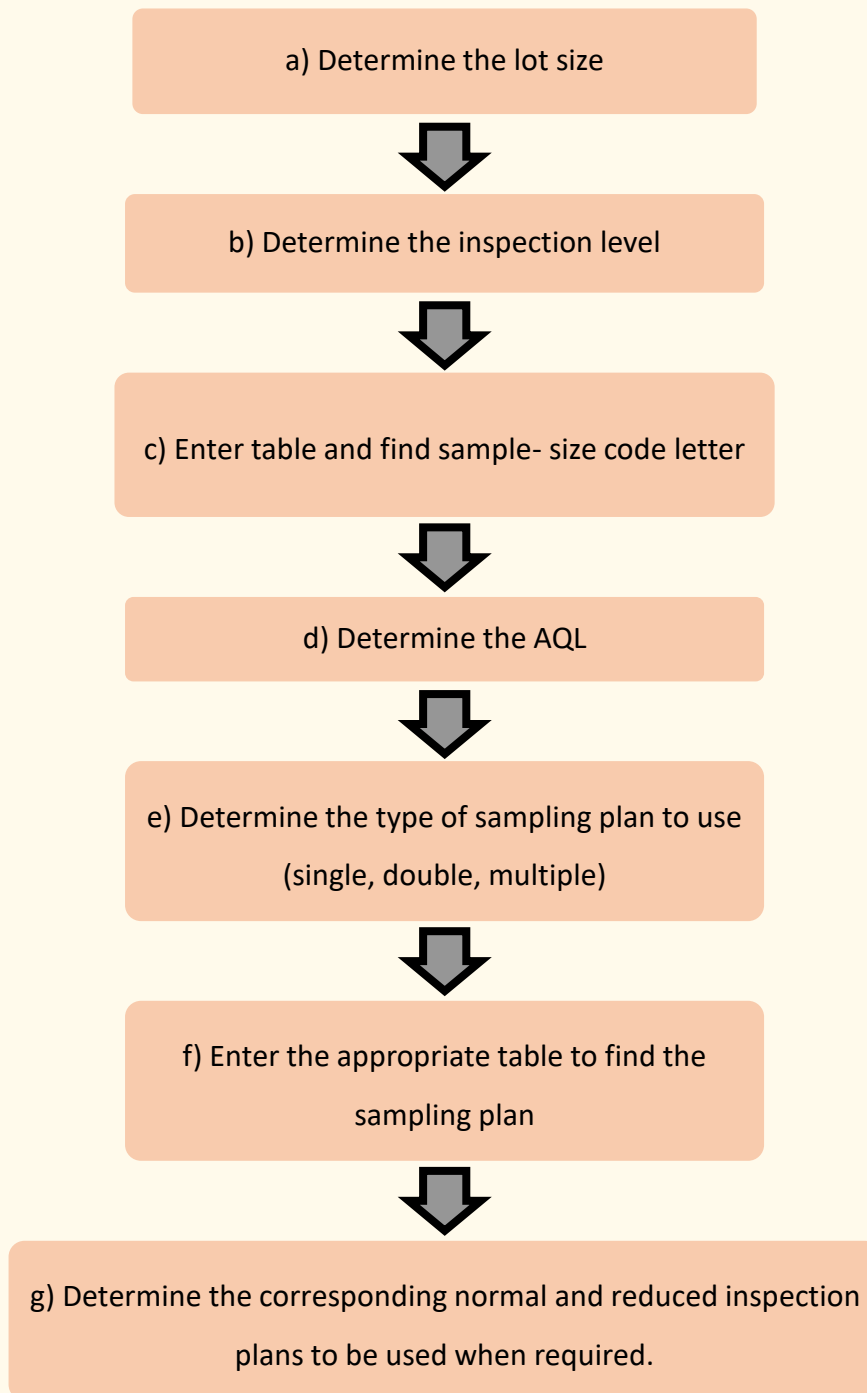 a) Determine the lot size
b) Determine the inspection level
c) Enter table and find sample- size code letter
d) Determine the AQL
e) Determine the type of sampling plan to use
(single, double, multiple)
f) Enter the appropriate table to find the
sampling plan
g) Determine the corresponding normal and reduced inspection
plans to be used when required.